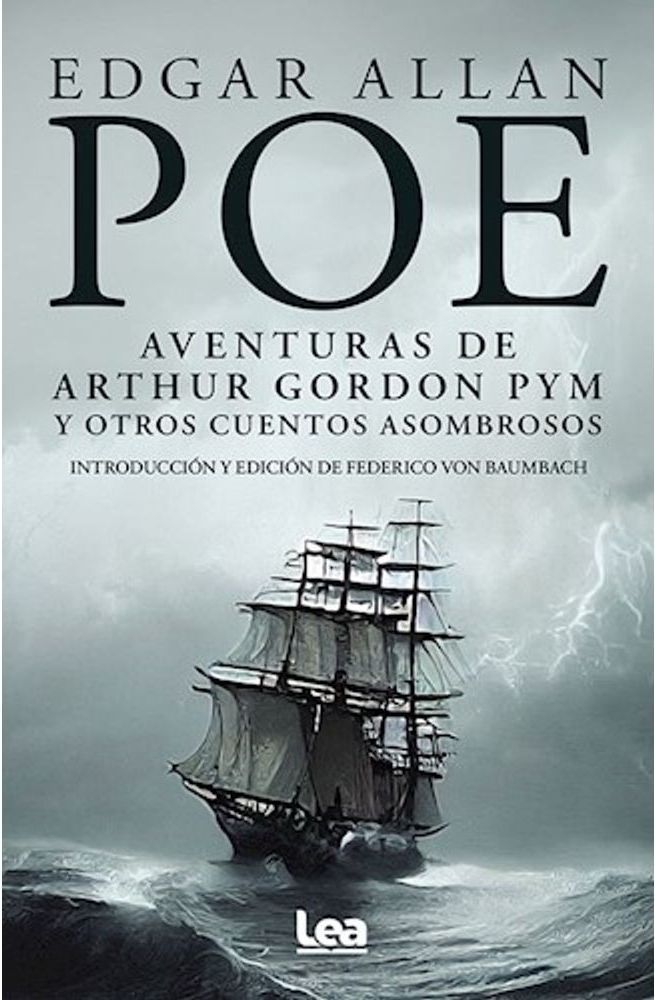 EDGAR ALLAN
POE
AVENTURAS DE
ARTHUR GORDON PYM
Y OTROS CUENTOS ASOMBROSOS
INTRODUCCIÓN Y EDICIÓN DE FEDERICO VON BAUMBACH
Lea